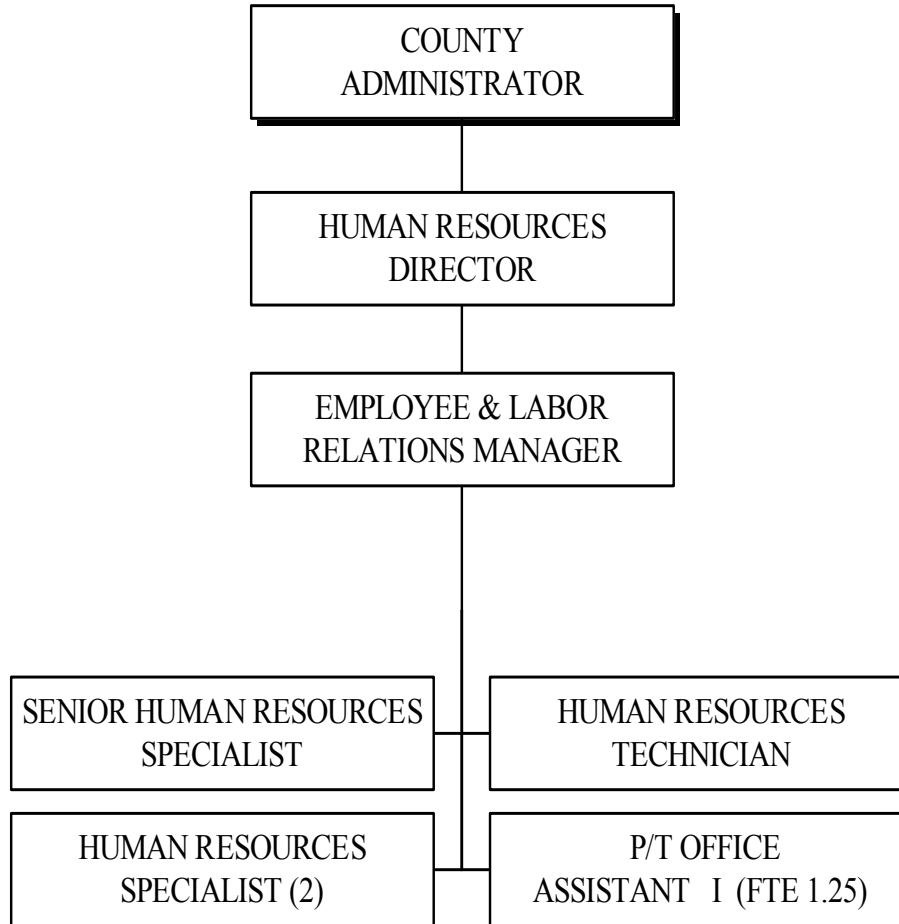 COUNTY
ADMINISTRATOR
HUMAN RESOURCES
DIRECTOR
EMPLOYEE & LABOR
RELATIONS MANAGER
SENIOR HUMAN RESOURCES
SPECIALIST
HUMAN RESOURCES
TECHNICIAN
HUMAN RESOURCES
SPECIALIST (2)
P/T OFFICE
ASSISTANT I (FTE 1.25)